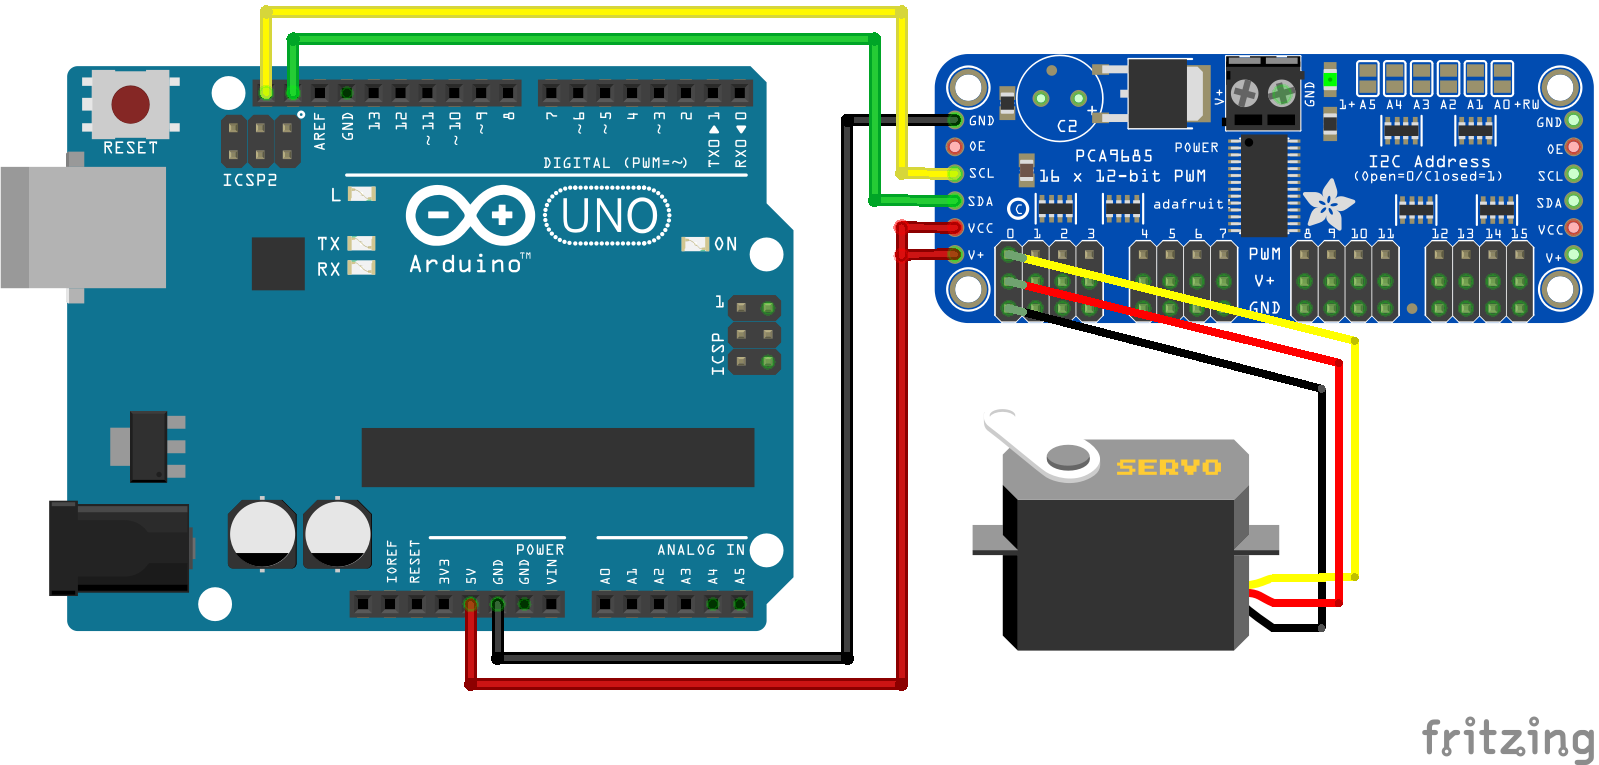 RESET
ICSP2
AREF
GND
13
12
~11
~10
~9
8
7
~6
~5
4
~3
2
TX0▶1
RX0◀0
DIGITAL (PWM=~)
L
TX
RX
UNO
ON
Arduino™
1
ICSP
POWER
ANALOG IN
IOREF
RESET
3V3
5V
GND
GND
VIN
A0
A1
A2
A3
A4
A5
GND
OE
SCL
SDA
VCC
V+
C2
+
V+
GND
1+ A5 A4 A3 A2 A1 A0 +RW
PCA9685
16 x 12-bit PWM
POWER
adafruit
I2C Address
(Open=0/Closed=1)
C
GND
OE
SCL
SDA
VCC
V+
0 1 2 3 4 5 6 7
8 9 10 11 12 13 14 15
PWM
V+
GND
SERVO
fritzing